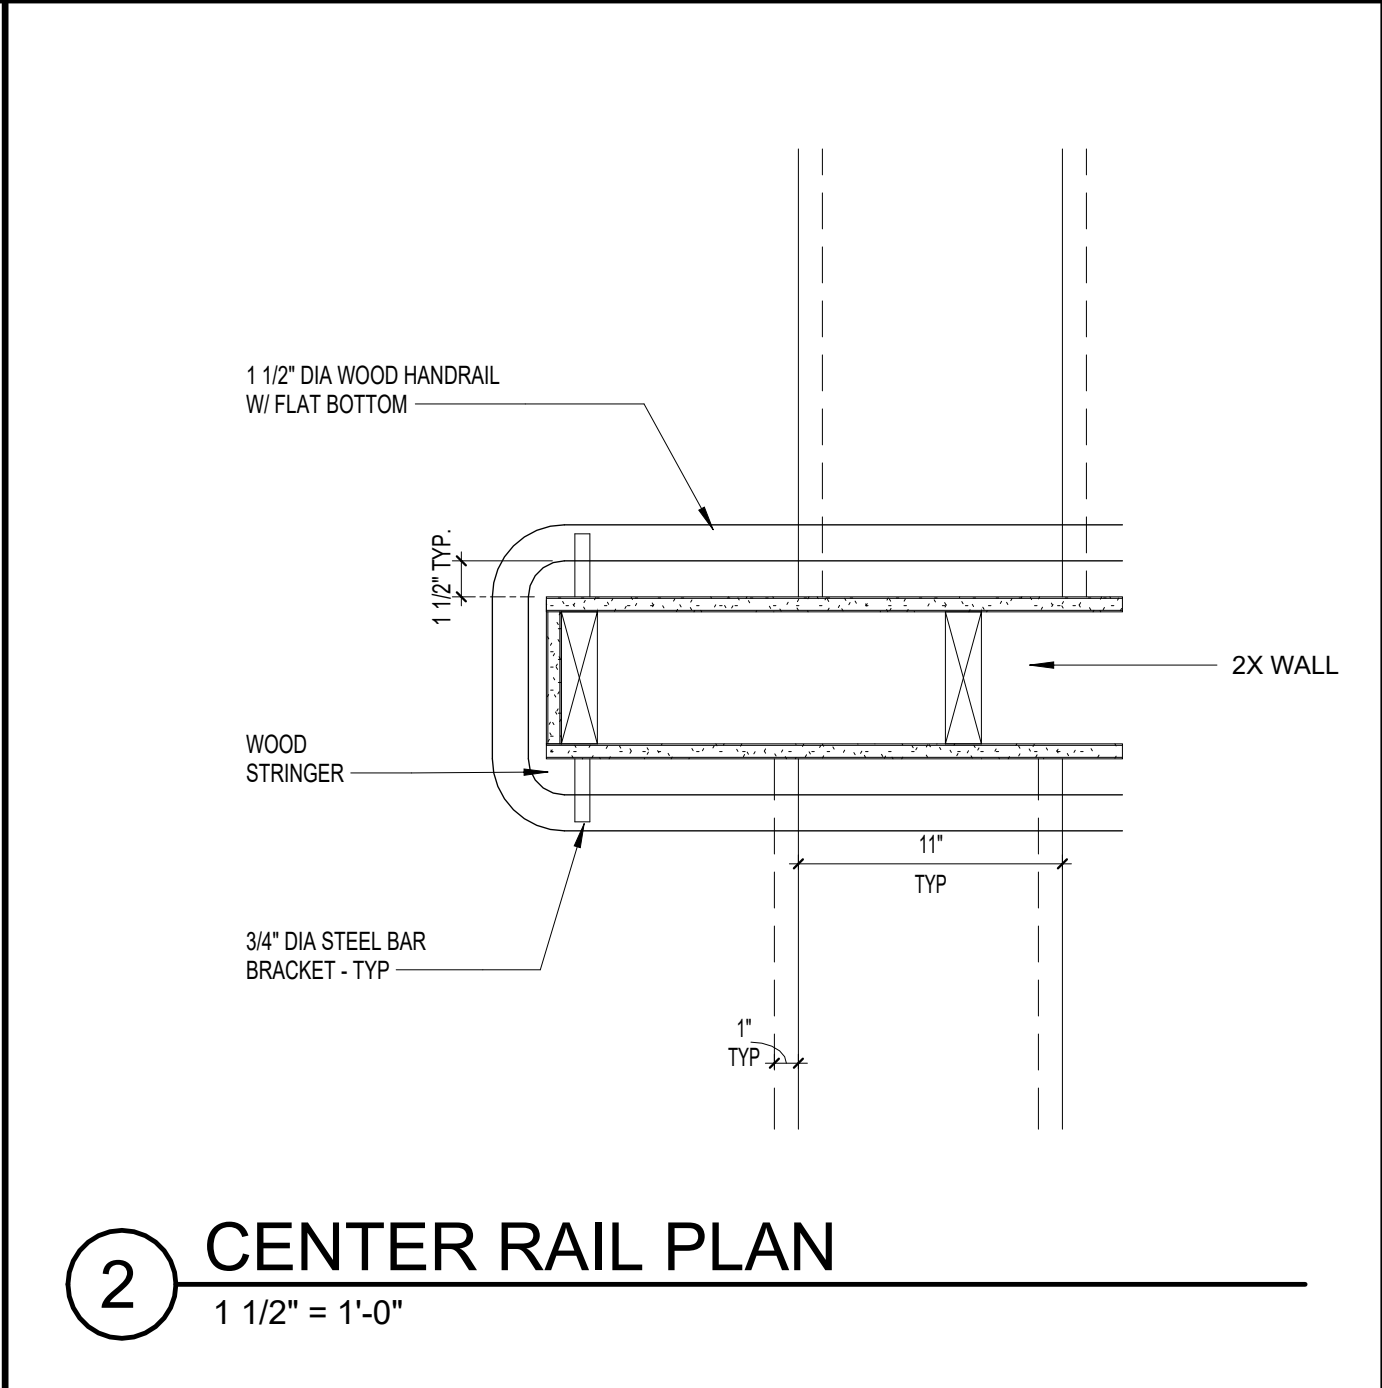 1 1/2" DIA WOOD HANDRAIL
W/ FLAT BOTTOM
1 1/2" TYP.
2X WALL
WOOD
STRINGER
11"
TYP
3/4" DIA STEEL BAR
BRACKET - TYP
1"
TYP
2
CENTER RAIL PLAN
1 1/2" = 1'-0"